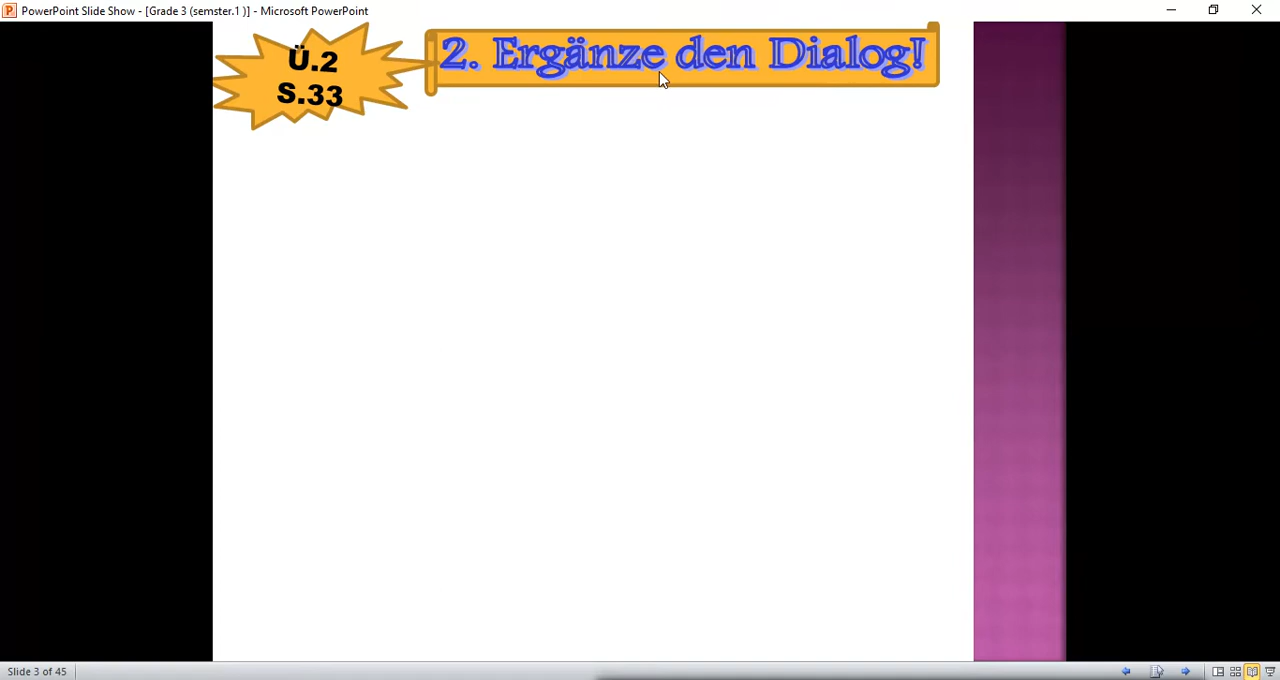 PowerPoint Slide Show - [Grade 3 (semster.1 )] - Microsoft PowerPoint
Ü.2
S.33
2. Ergänze den Dialog!
Slide 3 of 45